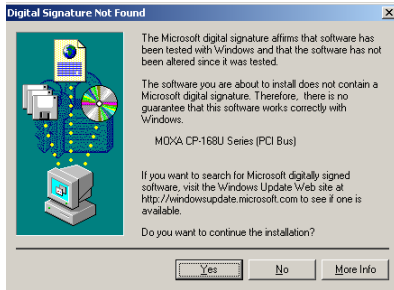 Digital Signature Not Found
The Microsoft digital signature affirms that software has
been tested with Windows and that the software has not
been altered since it was tested.
The software you are about to install does not contain a
Microsoft digital signature. Therefore, there is no
guarantee that this software works correctly with
Windows.
MOXA CP-168U Series (PCI Bus)
If you want to search for Microsoft digitally signed
software, visit the Windows Update Web site at
http://windowsupdate.microsoft.com to see if one is
available.
Do you want to continue the installation?
Yes No More Info